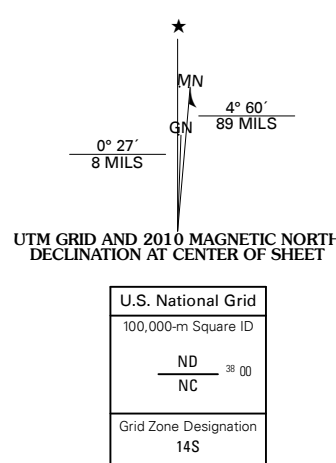 ★
MN
4° 60´
89 MILS
GN
0° 27´
8 MILS
UTM GRID AND 2010 MAGNETIC NORTH
DECLINATION AT CENTER OF SHEET
U.S. National Grid
100,000-m Square ID
ND
38 00
NC
Grid Zone Designation
14S